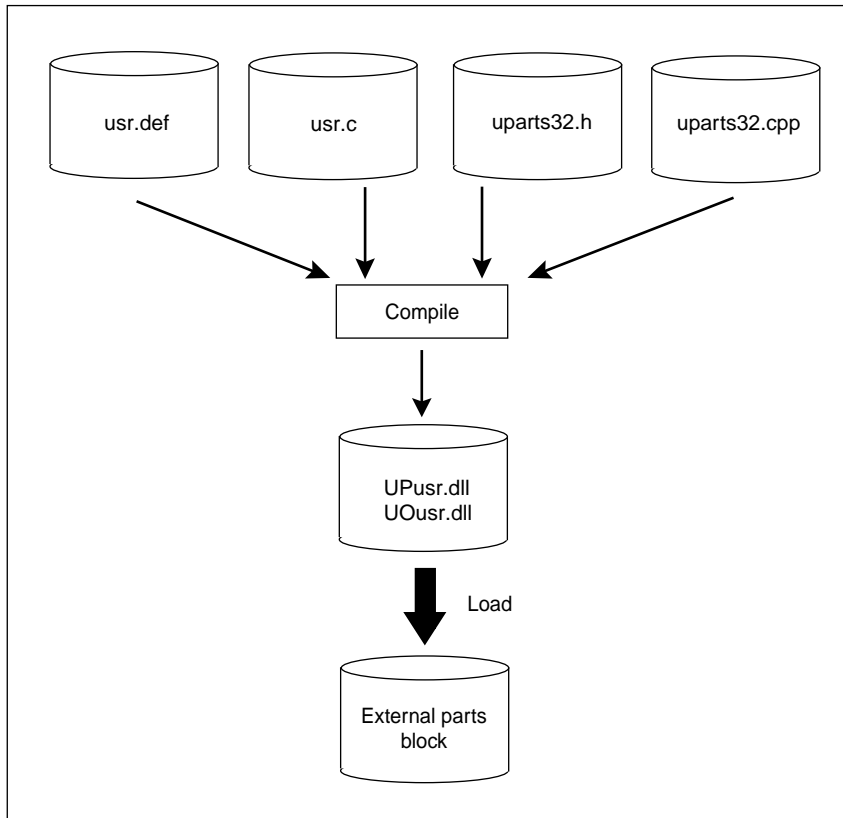 usr.def
usr.c
uparts32.h
uparts32.cpp
Compile
UPusr.dll
UOusr.dll
Load
External parts
block